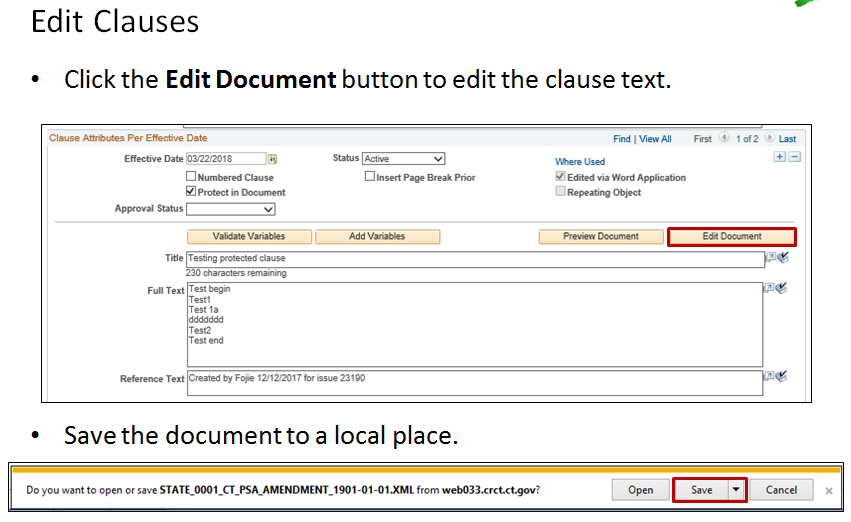 Edit Clauses
• Click the Edit Document button to edit the clause text.
Clause Attributes Per Effective Date Find | View All First 1 of 2 Last
Effective Date 03/22/2018 Status Active Where Used
Numbered Clause Insert Page Break Prior Edited via Word Application
Protect in Document Repeating Object
Approval Status
Validate Variables Add Variables Preview Document Edit Document
Title Testing protected clause
230 characters remaining
Full Text Test begin
Test1
Test 1a
ddddddd
Test2
Test end
Reference Text Created by Fojie 12/12/2017 for issue 23190
• Save the document to a local place.
Do you want to open or save STATE_0001_CT_PSA_AMENDMENT_1901-01-01.XML from web033.crct.ct.gov? Open Save Cancel ×